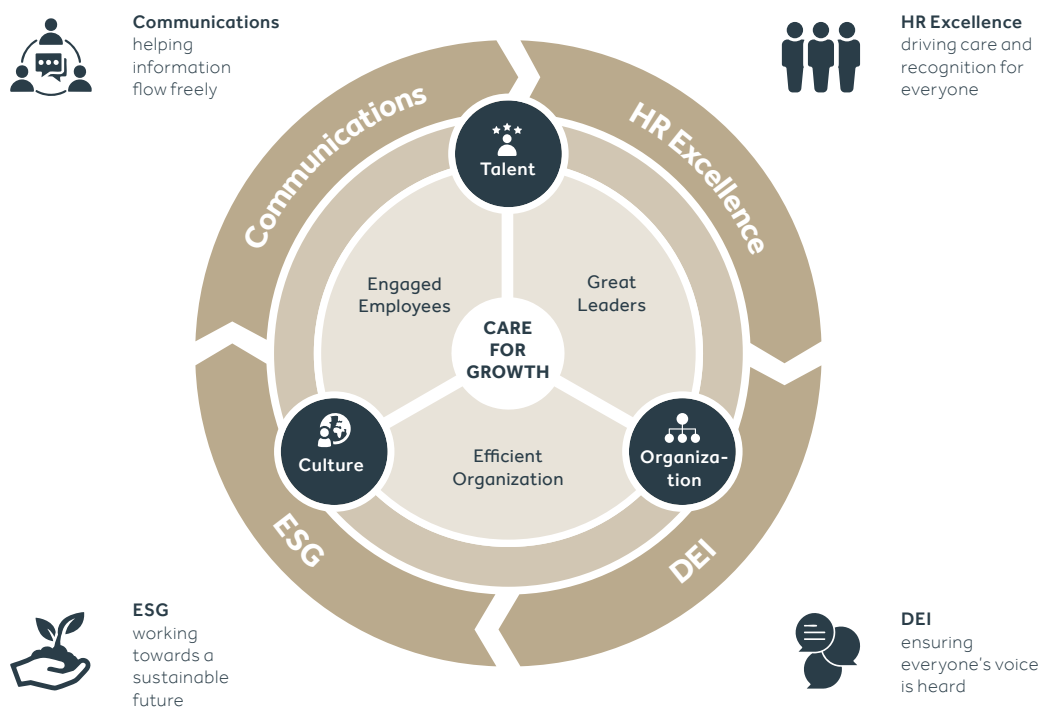 Communications
helping
information
flow freely
HR Excellence
driving care and
recognition for
everyone
Communications
HR Excellence
Talent
Engaged
Employees
Great
Leaders
CARE
FOR
GROWTH
Culture
Efficient
Organization
Organiza-
tion
ESG
DEI
ESG
working
towards a
sustainable
future
DEI
ensuring
everyone's voice
is heard